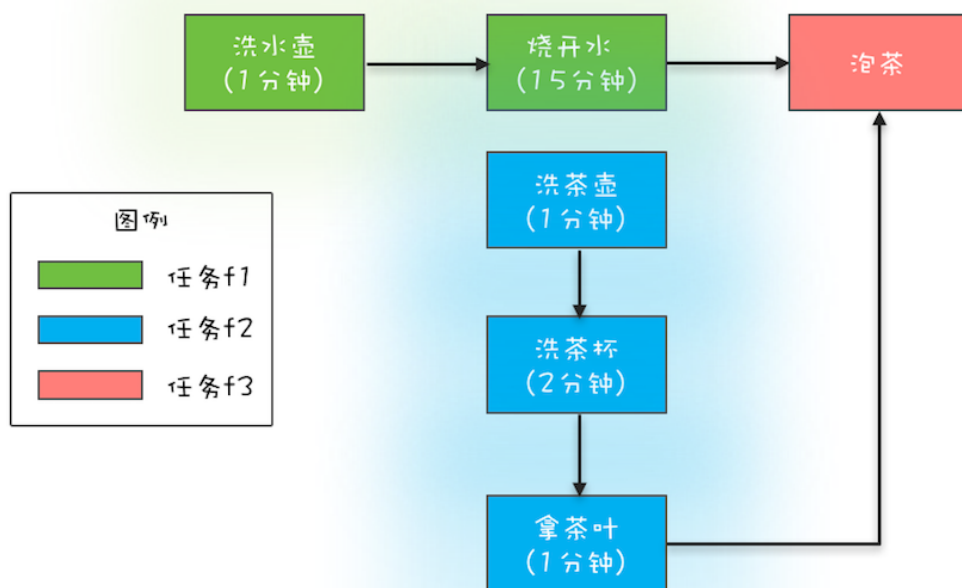 洗水壶
(1分钟)
烧开水
(15分钟)
泡茶
洗茶壶
(1分钟)
图例
任务f1
任务f2
任务f3
洗茶杯
(2分钟)
拿茶叶
(1分钟)